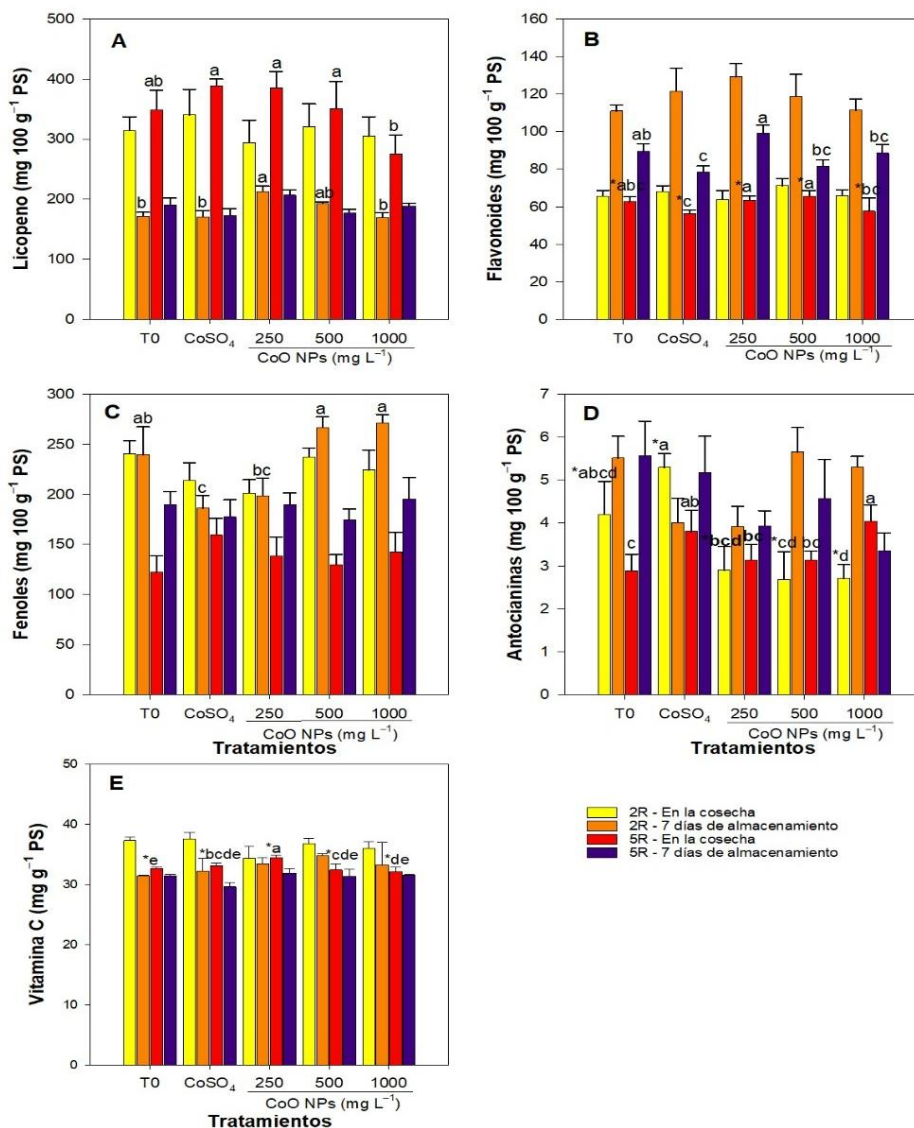 A
Licopeno (mg 100 g⁻¹ PS)
500
400
300
200
100
0
ab
a
a
a
b
b
b
a
ab
b
T0
CoSO₄
250
500
1000
CoO NPs (mg L⁻¹)
B
Flavonoides (mg 100 g⁻¹ PS)
160
140
120
100
80
60
40
20
0
ab
c
a
bc
bc
*abc
*c
*a
*a
*bc
T0
CoSO₄
250
500
1000
CoO NPs (mg L⁻¹)
C
Fenoles (mg 100 g⁻¹ PS)
300
250
200
150
100
50
0
ab
c
bc
a
a
T0
CoSO₄
250
500
1000
CoO NPs (mg L⁻¹)
Tratamientos
D
Antocianinas (mg 100 g⁻¹ PS)
7
6
5
4
3
2
1
0
*abcd
c
*a
ab
*bcd
bc
*cd
bc
*d
a
T0
CoSO₄
250
500
1000
CoO NPs (mg L⁻¹)
Tratamientos
E
Vitamina C (mg g⁻¹ PS)
50
40
30
20
10
0
*e
*bcde
*a
*cde
*de
T0
CoSO₄
250
500
1000
CoO NPs (mg L⁻¹)
Tratamientos
2R - En la cosecha
2R - 7 días de almacenamiento
5R - En la cosecha
5R - 7 días de almacenamiento